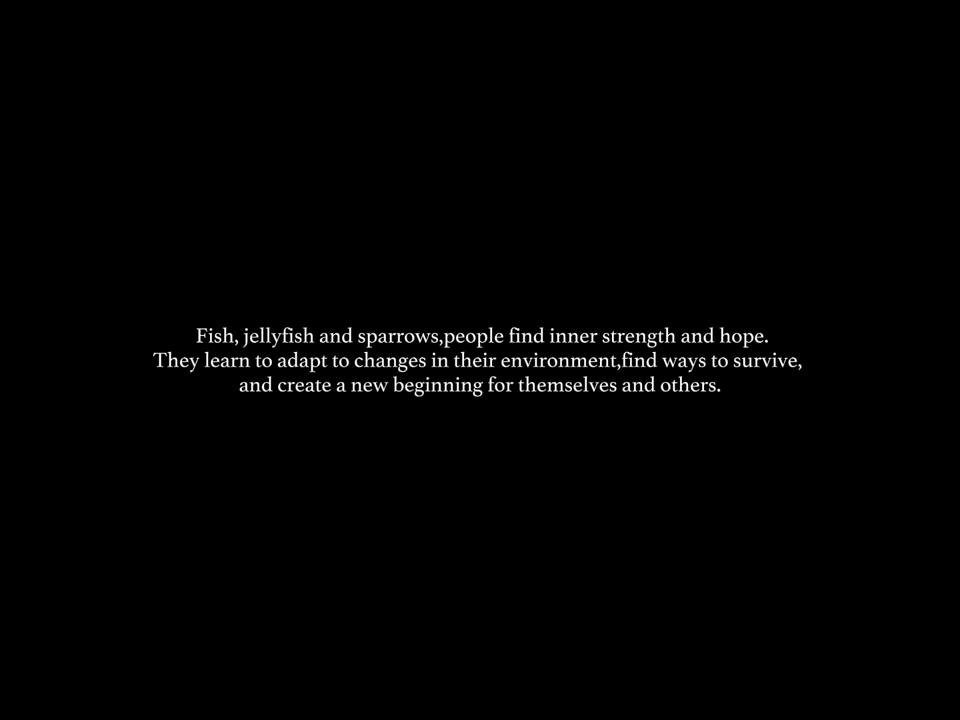 Fish, jellyfish and sparrows,people find inner strength and hope.
They learn to adapt to changes in their environment,find ways to survive,
and create a new beginning for themselves and others.